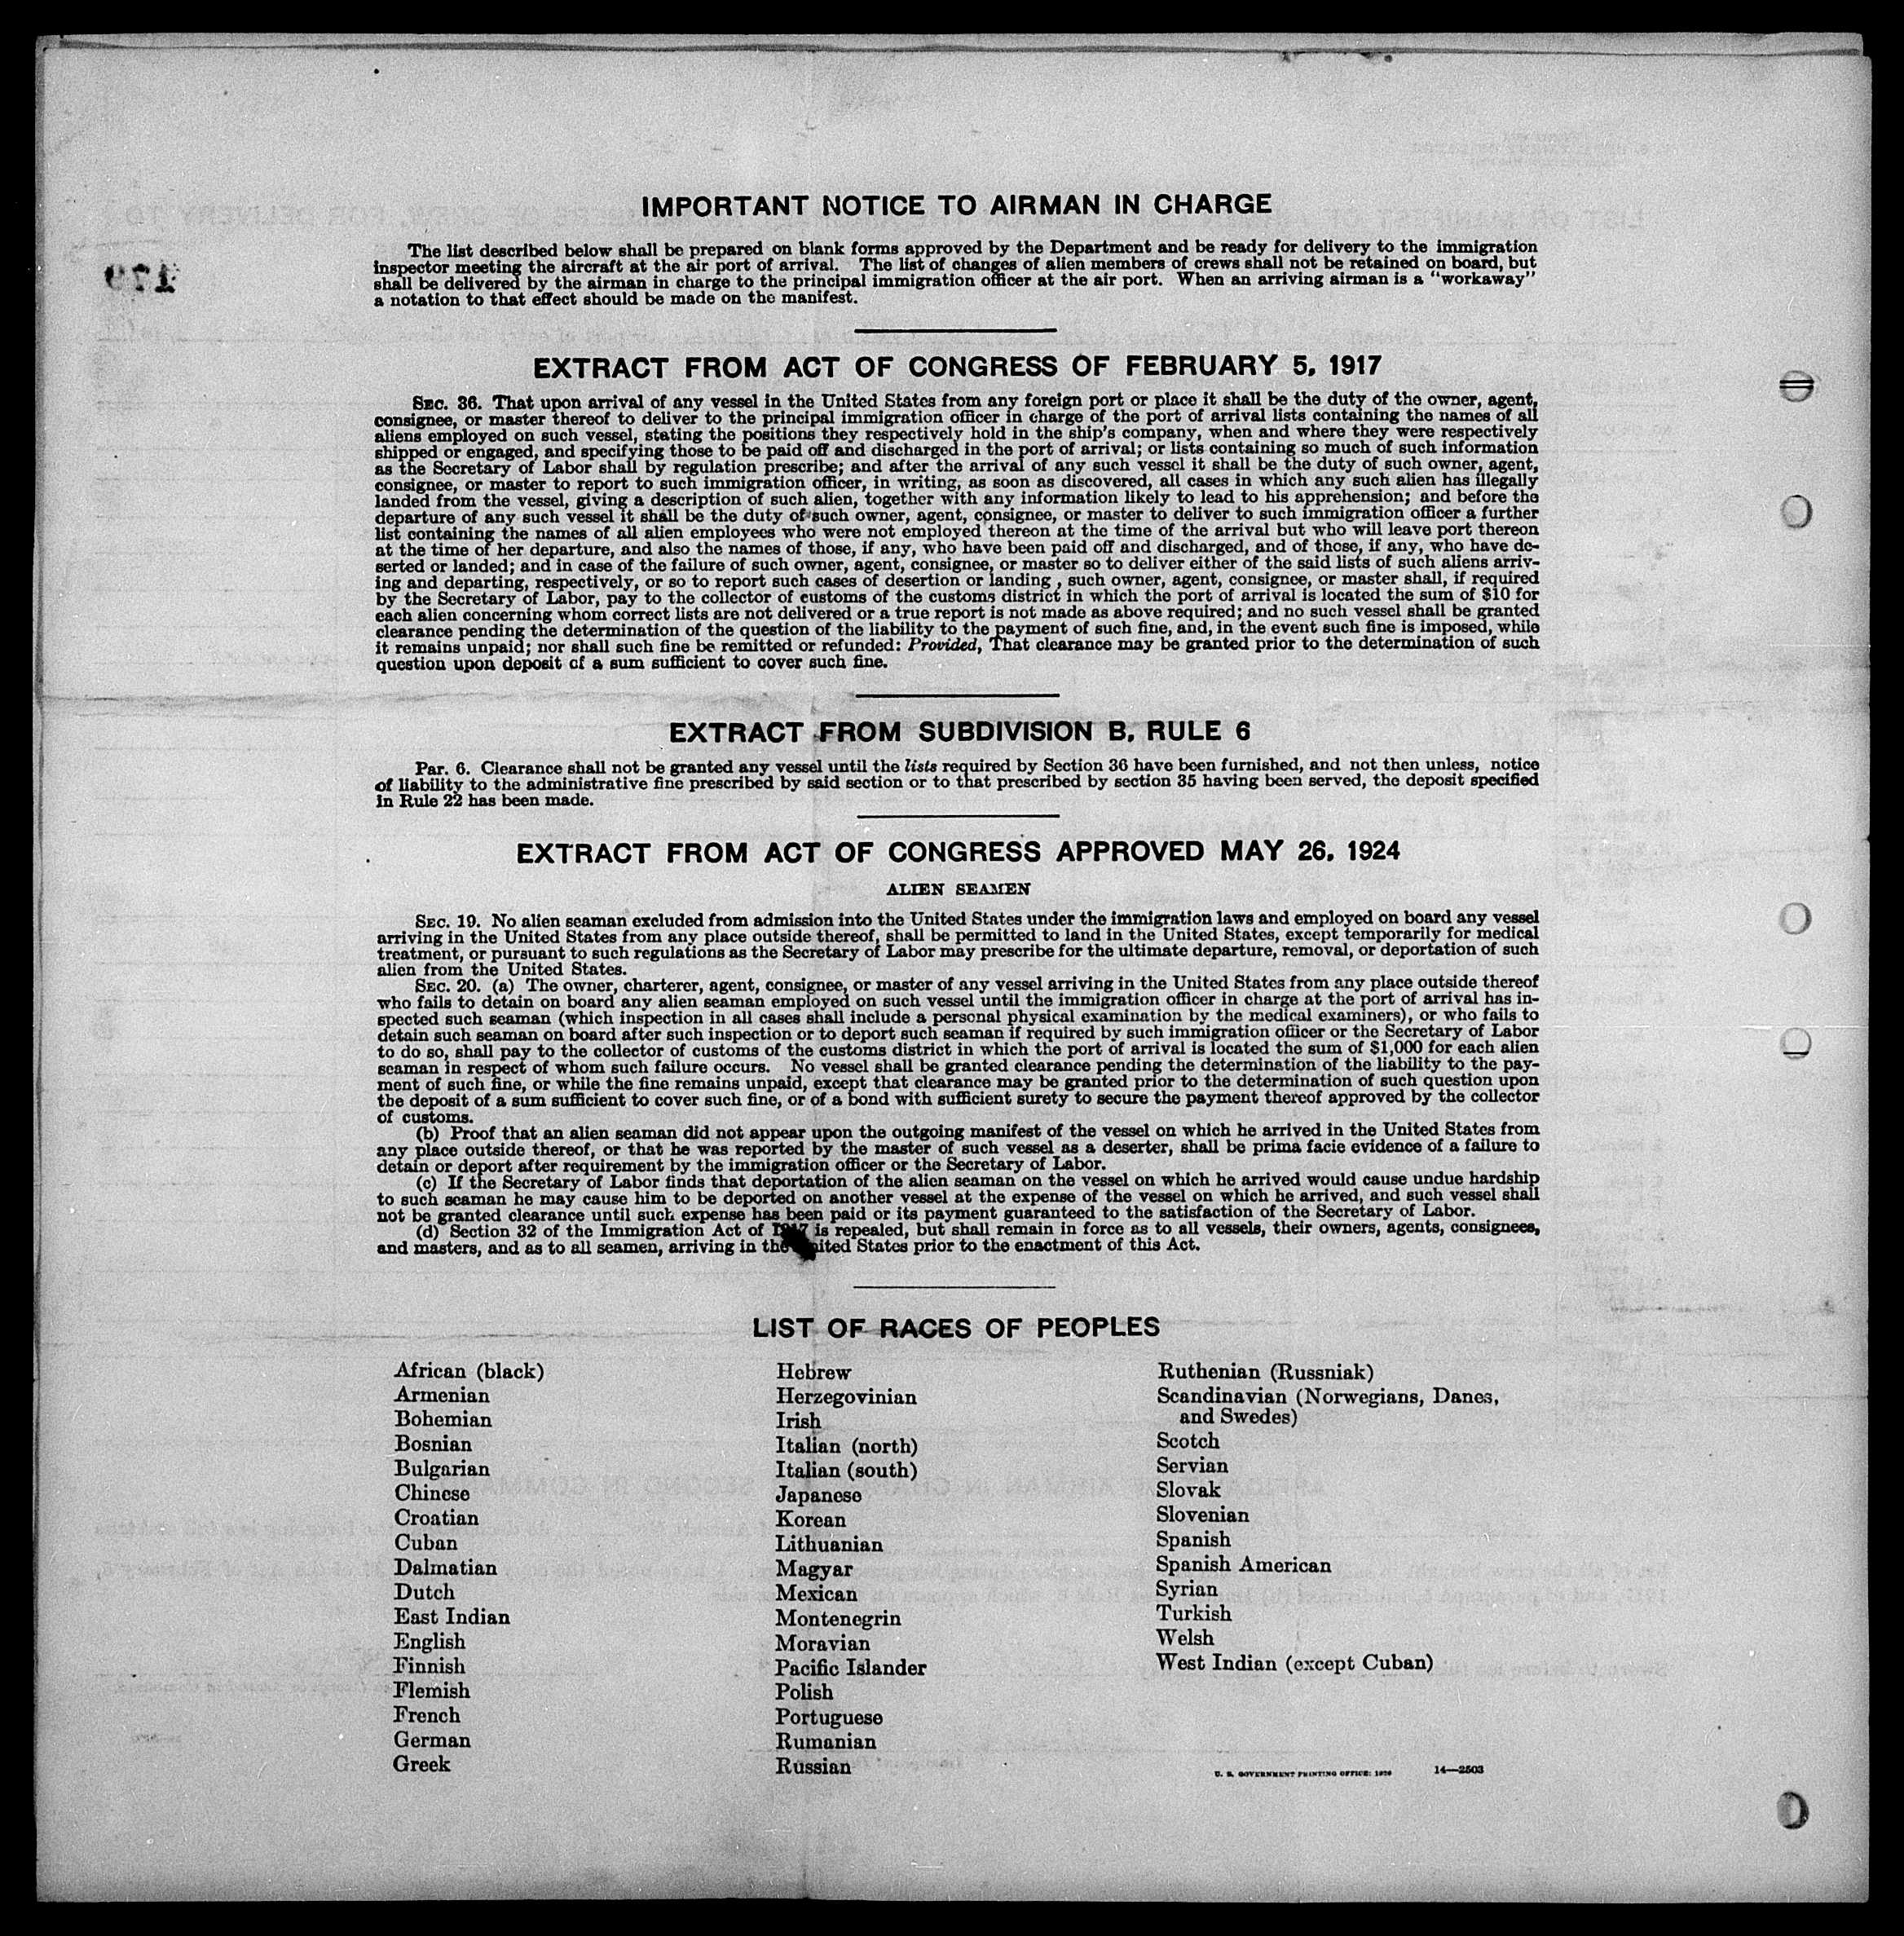 IMPORTANT NOTICE TO AIRMAN IN CHARGE
The list described below shall be prepared on blank forms approved by the Department and be ready for delivery to the immigration
inspector meeting the aircraft at the air port of arrival. The list of changes of alien members of crews shall not be retained on board, but
shall be delivered by the airman in charge to the principal immigration officer at the air port. When an arriving airman is a "workaway"
a notation to that effect should be made on the manifest.
EXTRACT FROM ACT OF CONGRESS OF FEBRUARY 5, 1917
SEC. 36. That upon arrival of any vessel in the United States from any foreign port or place it shall be the duty of the owner, agent,
consignee, or master thereof to deliver to the principal immigration officer in charge of the port of arrival lists containing the names of all
aliens employed on such vessel, stating the positions they respectively hold in the ship's company, when and where they were respectively
shipped or engaged, and specifying those to be paid off and discharged in the port of arrival; or lists containing so much of such information
as the Secretary of Labor shall by regulation prescribe; and after the arrival of any such vessel it shall be the duty of such owner, agent,
consignee, or master to report to such immigration officer, in writing, as soon as discovered, all cases in which any such alien has illegally
landed from the vessel, giving a description of such alien, together with any information likely to lead to his apprehension; and before the
departure of any such vessel it shall be the duty of such owner, agent, consignee, or master to deliver to such immigration officer a further
list containing the names of all alien employees who were not employed thereon at the time of the arrival but who will leave port thereon
at the time of her departure, and also the names of those, if any, who have been paid off and discharged, and of those, if any, who have de-
serted or landed; and in case of the failure of such owner, agent, consignee, or master so to deliver either of the said lists of such aliens arriv-
ing and departing, respectively, or so to report such cases of desertion or landing , such owner, agent, consignee, or master shall, if required
by the Secretary of Labor, pay to the collector of customs of the customs district in which the port of arrival is located the sum of $10 for
each alien concerning whom correct lists are not delivered or a true report is not made as above required; and no such vessel shall be granted
clearance pending the determination of the question of the liability to the payment of such fine, and, in the event such fine is imposed, while
it remains unpaid; nor shall such fine be remitted or refunded: Provided, That clearance may be granted prior to the determination of such
question upon deposit of a sum sufficient to cover such fine.
EXTRACT FROM SUBDIVISION B, RULE 6
Par. 6. Clearance shall not be granted any vessel until the lists required by Section 36 have been furnished, and not then unless, notice
of liability to the administrative fine prescribed by said section or to that prescribed by section 35 having been served, the deposit specified
in Rule 22 has been made.
EXTRACT FROM ACT OF CONGRESS APPROVED MAY 26, 1924
ALIEN SEAMEN
SEC. 19. No alien seaman excluded from admission into the United States under the immigration laws and employed on board any vessel
arriving in the United States from any place outside thereof, shall be permitted to land in the United States, except temporarily for medical
treatment, or pursuant to such regulations as the Secretary of Labor may prescribe for the ultimate departure, removal, or deportation of such
alien from the United States.
SEC. 20. (a) The owner, charterer, agent, consignee, or master of any vessel arriving in the United States from any place outside thereof
who fails to detain on board any alien seaman employed on such vessel until the immigration officer in charge at the port of arrival has in-
spected such seaman (which inspection in all cases shall include a personal physical examination by the medical examiners), or who fails to
detain such seaman on board after such inspection or to deport such seaman if required by such immigration officer or the Secretary of Labor
to do so, shall pay to the collector of customs of the customs district in which the port of arrival is located the sum of $1,000 for each alien
seaman in respect of whom such failure occurs. No vessel shall be granted clearance pending the determination of the liability to the pay-
ment of such fine, or while the fine remains unpaid, except that clearance may be granted prior to the determination of such question upon
the deposit of a sum sufficient to cover such fine, or of a bond with sufficient surety to secure the payment thereof approved by the collector
of customs.
(b) Proof that an alien seaman did not appear upon the outgoing manifest of the vessel on which he arrived in the United States from
any place outside thereof, or that he was reported by the master of such vessel as a deserter, shall be prima facie evidence of a failure to
detain or deport after requirement by the immigration officer or the Secretary of Labor.
(c) If the Secretary of Labor finds that deportation of the alien seaman on the vessel on which he arrived would cause undue hardship
to such seaman he may cause him to be deported on another vessel at the expense of the vessel on which he arrived, and such vessel shall
not be granted clearance until such expense has been paid or its payment guaranteed to the satisfaction of the Secretary of Labor.
(d) Section 32 of the Immigration Act of 1917 is repealed, but shall remain in force as to all vessels, their owners, agents, consignees,
and masters, and as to all seamen, arriving in the United States prior to the enactment of this Act.
LIST OF RACES OF PEOPLES
African (black)
Armenian
Bohemian
Bosnian
Bulgarian
Chinese
Croatian
Cuban
Dalmatian
Dutch
East Indian
English
Finnish
Flemish
French
German
Greek
Hebrew
Herzegovinian
Irish
Italian (north)
Italian (south)
Japanese
Korean
Lithuanian
Magyar
Mexican
Montenegrin
Moravian
Pacific Islander
Polish
Portuguese
Rumanian
Russian
Ruthenian (Russniak)
Scandinavian (Norwegians, Danes,
and Swedes)
Scotch
Servian
Slovak
Slovenian
Spanish
Spanish American
Syrian
Turkish
Welsh
West Indian (except Cuban)
U. S. GOVERNMENT PRINTING OFFICE: 14—2503